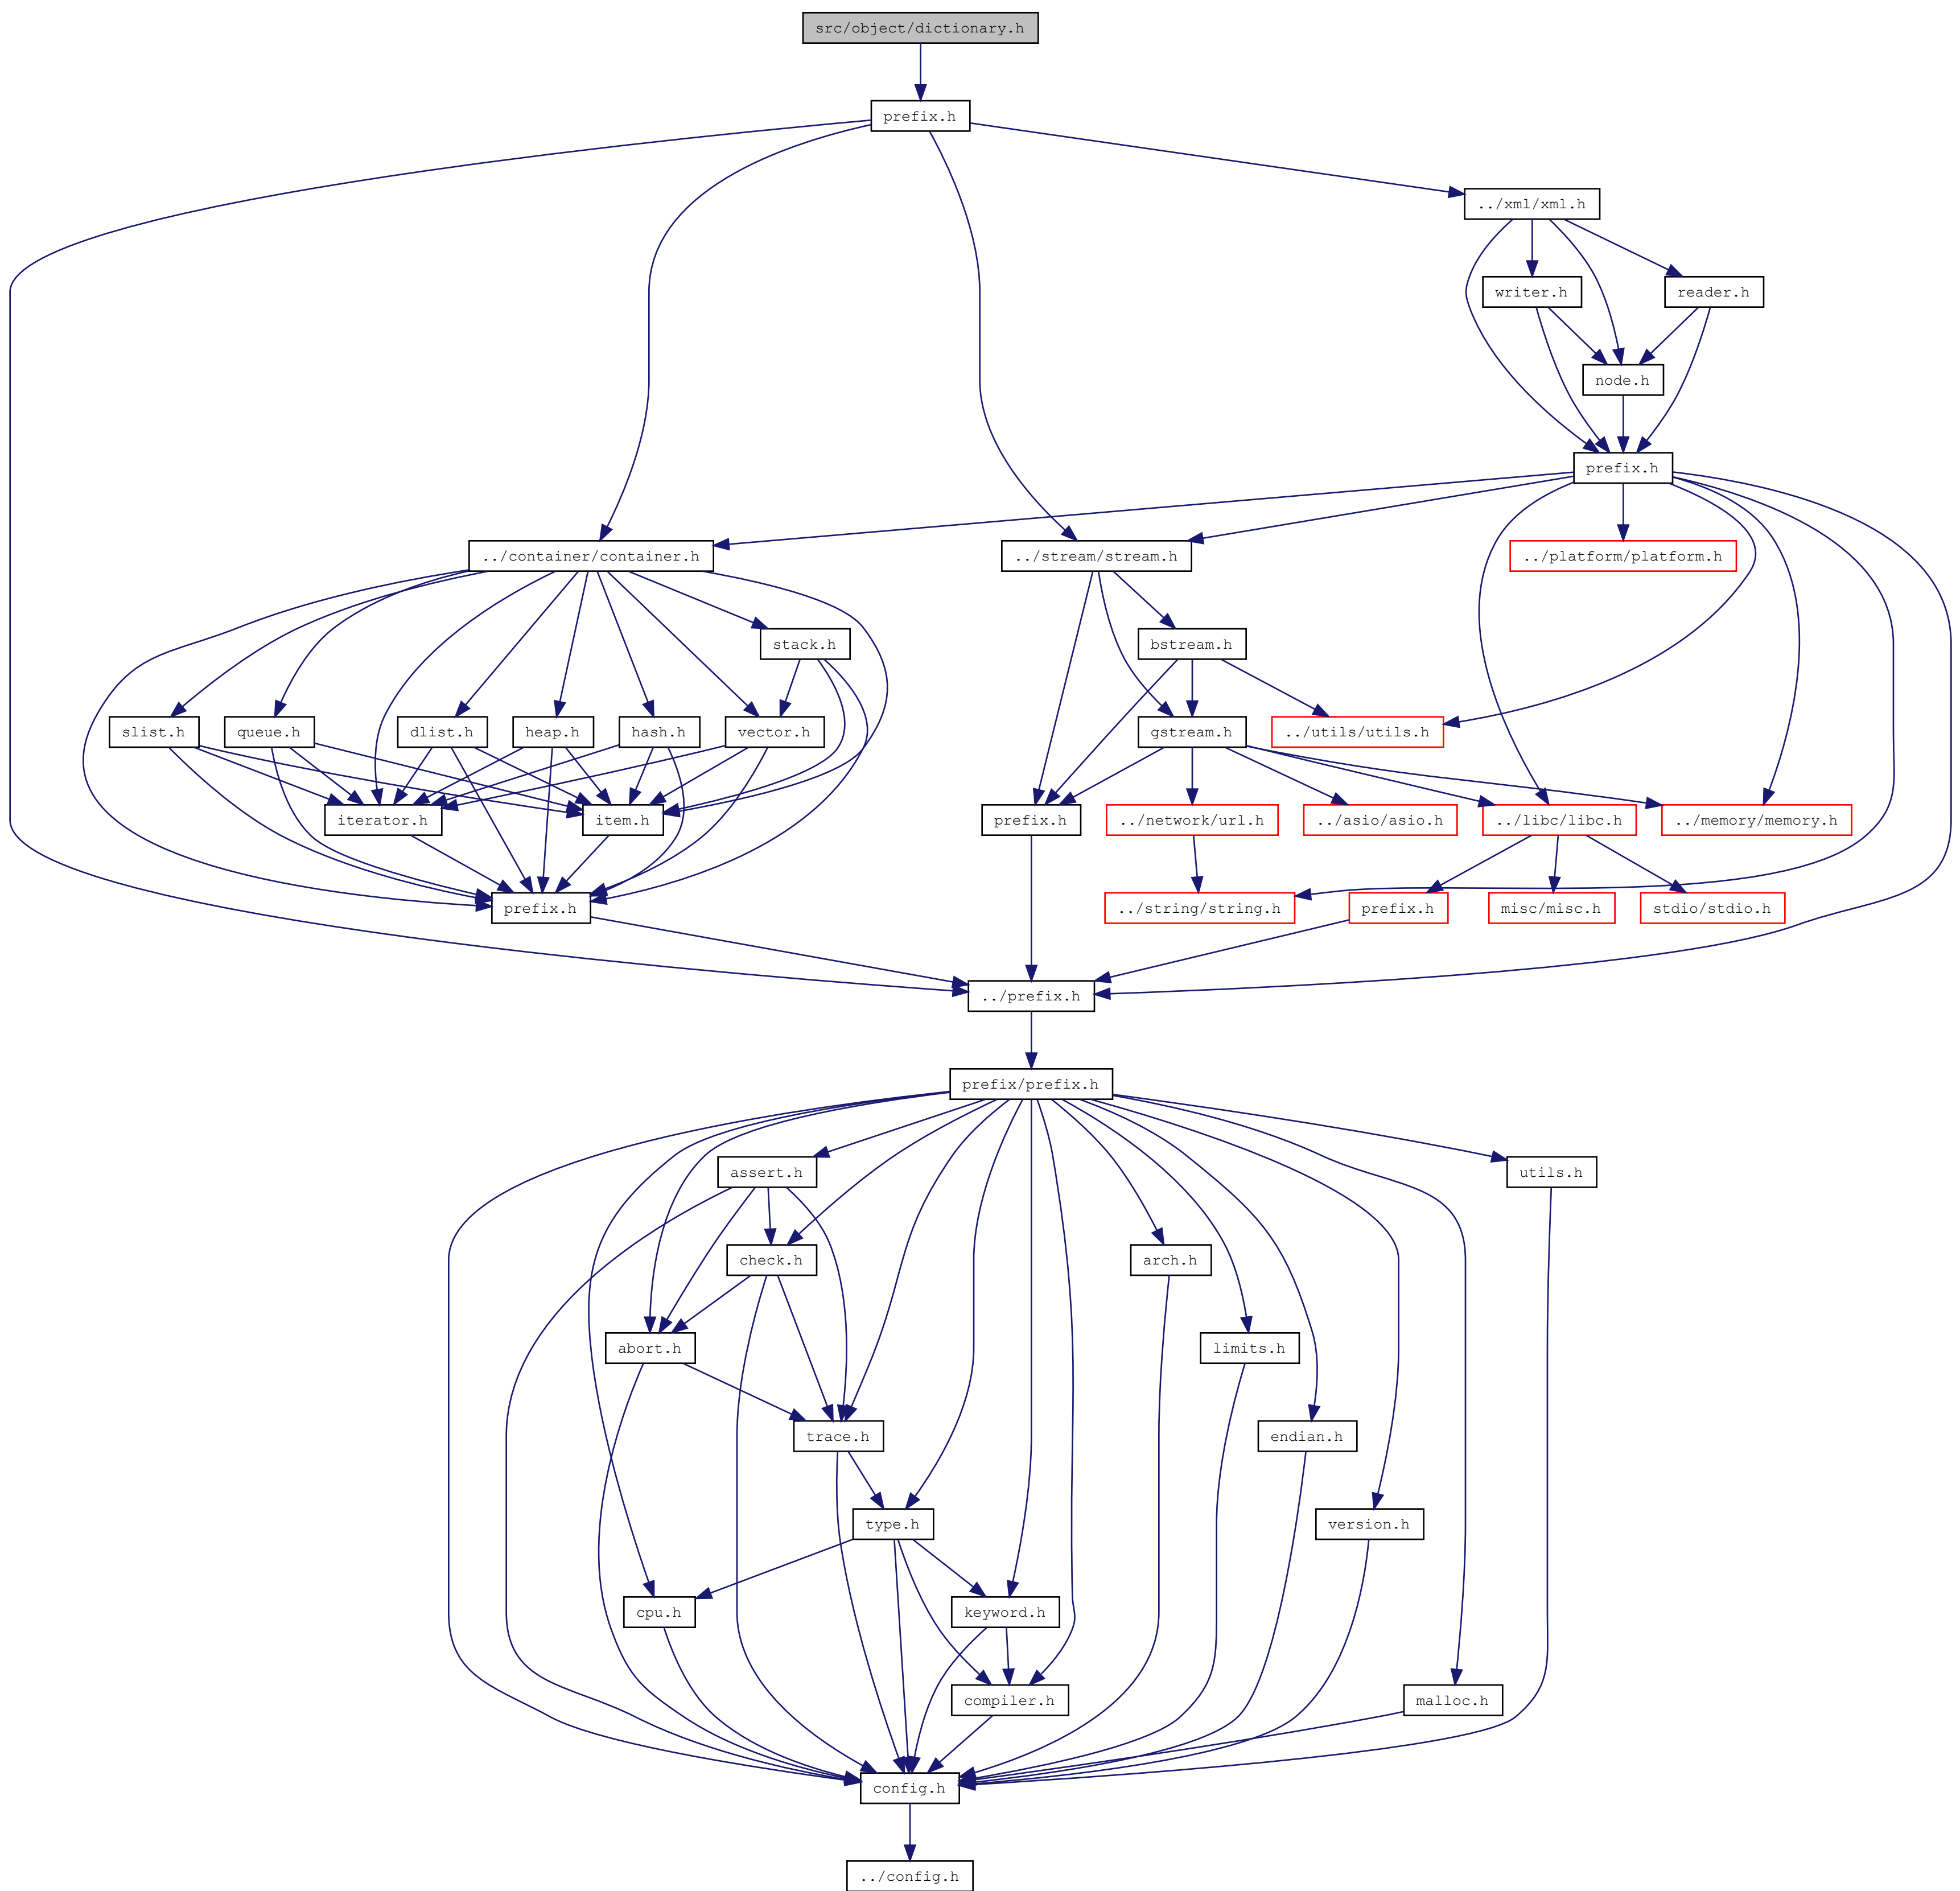 src/object/dictionary.h
prefix.h
../xml/xml.h
writer.h
reader.h
node.h
prefix.h
../container/container.h
../stream/stream.h
../platform/platform.h
stack.h
bstream.h
slist.h
queue.h
dlist.h
heap.h
hash.h
vector.h
gstream.h
../utils/utils.h
iterator.h
item.h
prefix.h
../network/url.h
../asio/asio.h
../libc/libc.h
../memory/memory.h
prefix.h
../string/string.h
prefix.h
misc/misc.h
stdio/stdio.h
../prefix.h
prefix/prefix.h
assert.h
utils.h
check.h
arch.h
abort.h
limits.h
trace.h
endian.h
type.h
version.h
cpu.h
keyword.h
compiler.h
malloc.h
config.h
../config.h